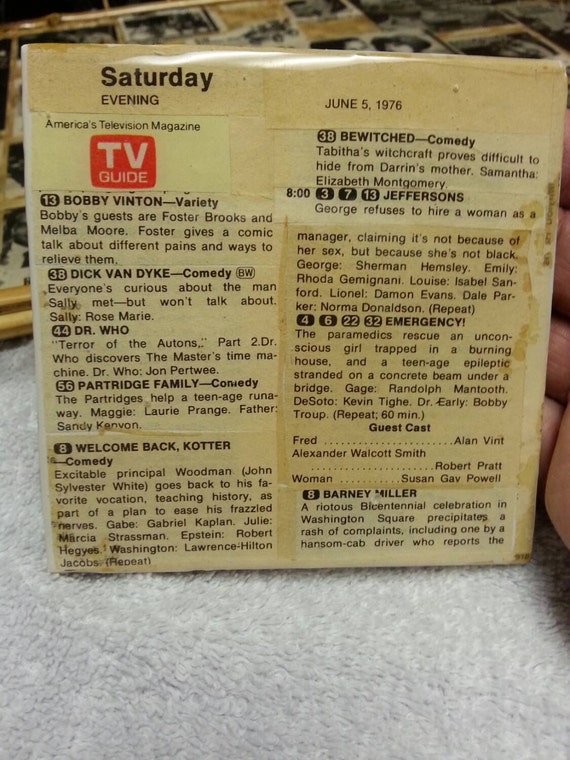 Saturday
EVENING
JUNE 5, 1976
America's Television Magazine
TV
GUIDE
13 BOBBY VINTON—Variety
Bobby's guests are Foster Brooks and
Melba Moore. Foster gives a comic
talk about different pains and ways to
relieve them.
38 DICK VAN DYKE—Comedy BW
Everyone's curious about the man
Sally met—but won't talk about.
Sally: Rose Marie.
44 DR. WHO
"Terror of the Autons," Part 2.Dr.
Who discovers The Master's time ma-
chine. Dr. Who: Jon Pertwee.
56 PARTRIDGE FAMILY—Comedy
The Partridges help a teen-age runa-
way. Maggie: Laurie Prange. Father:
Sandy Kenyon.
8 WELCOME BACK, KOTTER
—Comedy
Excitable principal Woodman (John
Sylvester White) goes back to his fa-
vorite vocation, teaching history, as
part of a plan to ease his frazzled
nerves. Gabe: Gabriel Kaplan. Julie:
Marcia Strassman. Epstein: Robert
Hegyes. Washington: Lawrence-Hilton
Jacobs. (Repeat)
38 BEWITCHED—Comedy
Tabitha's witchcraft proves difficult to
hide from Darrin's mother. Samantha:
Elizabeth Montgomery.
8:00 3 7 13 JEFFERSONS
George refuses to hire a woman as a
manager, claiming it's not because of
her sex, but because she's not black.
George: Sherman Hemsley. Emily:
Rhoda Gemignani. Louise: Isabel San-
ford. Lionel: Damon Evans. Dale Par-
ker: Norma Donaldson. (Repeat)
4 6 22 32 EMERGENCY!
The paramedics rescue an uncon-
scious girl trapped in a burning
house, and a teen-age epileptic
stranded on a concrete beam under a
bridge. Gage: Randolph Mantooth.
DeSoto: Kevin Tighe. Dr. Early: Bobby
Troup. (Repeat; 60 min.)
Guest Cast
Fred ........................Alan Vint
Alexander Walcott Smith
........................Robert Pratt
Woman ............Susan Gay Powell
8 BARNEY MILLER
A riotous Bicentennial celebration in
Washington Square precipitates a
rash of complaints, including one by a
hansom-cab driver who reports the